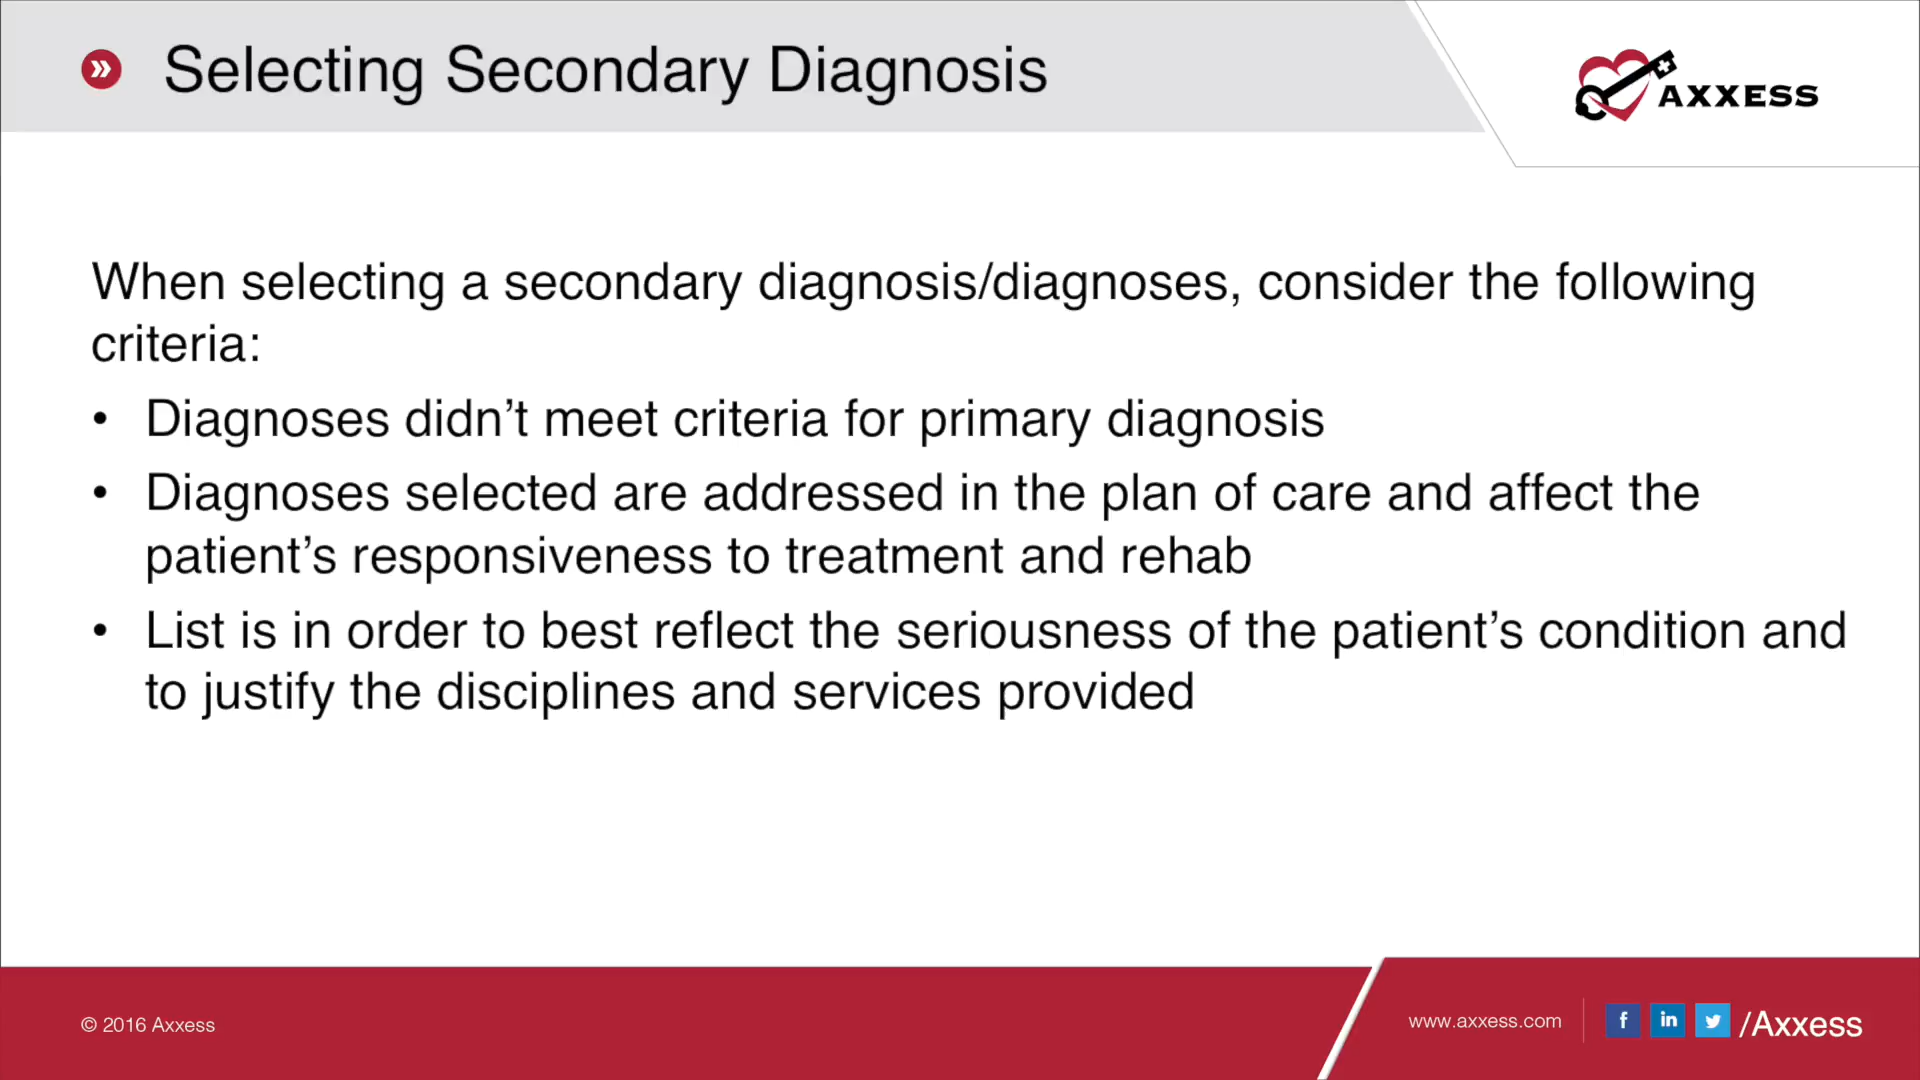 Selecting Secondary Diagnosis
AXXESS
When selecting a secondary diagnosis/diagnoses, consider the following
criteria:
• Diagnoses didn’t meet criteria for primary diagnosis
• Diagnoses selected are addressed in the plan of care and affect the
patient’s responsiveness to treatment and rehab
• List is in order to best reflect the seriousness of the patient’s condition and
to justify the disciplines and services provided
© 2016 Axxess
www.axxess.com
f in /Axxess